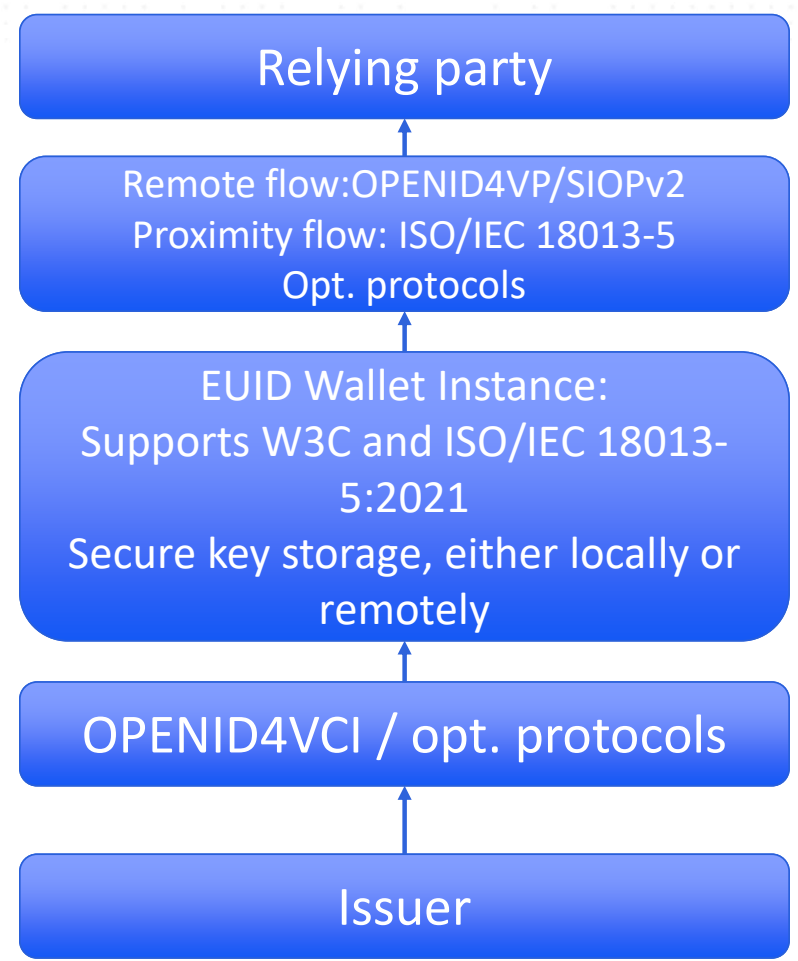 Relying party
Remote flow:OPENID4VP/SIOPv2
Proximity flow: ISO/IEC 18013-5
Opt. protocols
EUID Wallet Instance:
Supports W3C and ISO/IEC 18013-
5:2021
Secure key storage, either locally or
remotely
OPENID4VCI / opt. protocols
Issuer